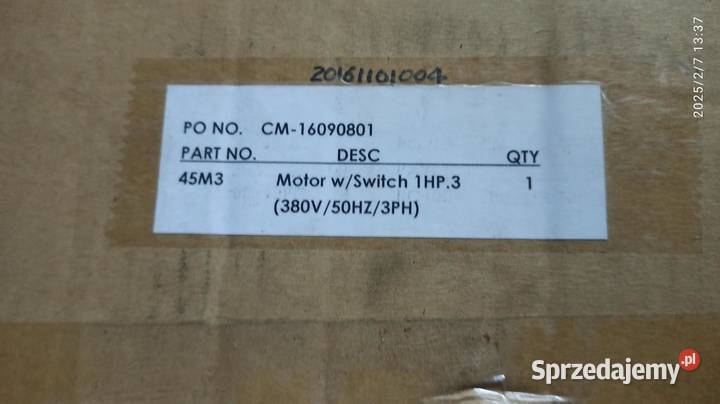 20161101004
PO NO. CM-16090801
PART NO. DESC QTY
45M3 Motor w/Switch 1HP.3 1
(380V/50HZ/3PH)
2025/2/7 13:37
Sprzedajemy.pl